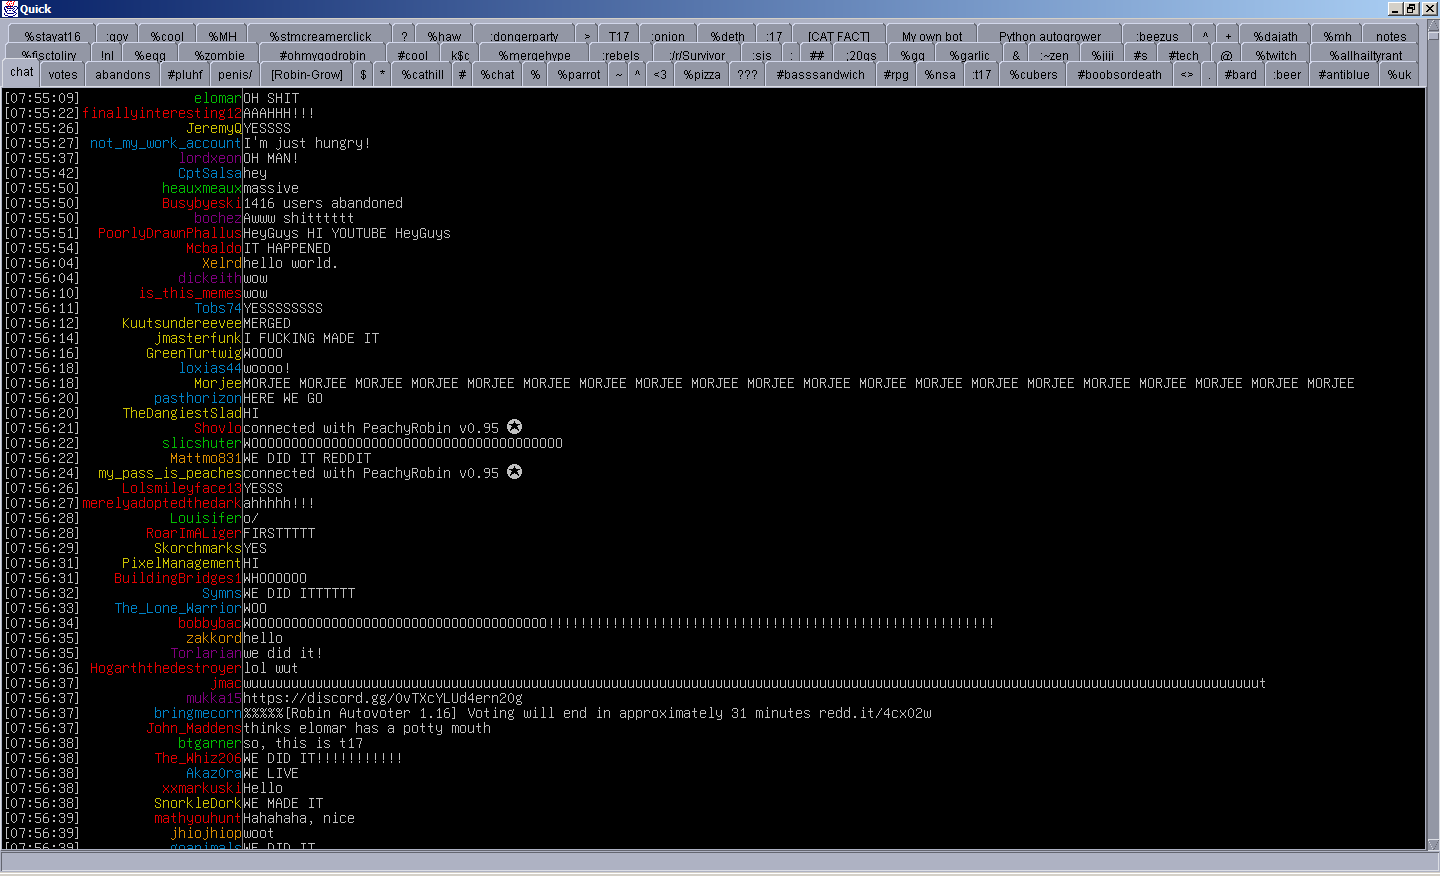 Quick
%stayat16 :gov %cool %MH %stmcreamerclick ? %haw :dongerparty > T17 :onion %deth :17 [CAT FACT] My own bot Python autogrower :beezus ^ + %dajath %mh notes
%fisctoliry !nl %egg %zombie #ohmygodrobin #cool k$c %mergehype :rebels :/r/Survivor :sis : ## :20gs %gg %garlic & :~zen %jiji #s #tech @ %twitch %allhailtyrant
chat votes abandons #pluhf penis/ [Robin-Grow] $ * %cathill # %chat % %parrot ~ ^ <3 %pizza ??? #basssandwich #rpg %nsa :t17 %cubers #boobsordeath <> . #bard :beer #antiblue %uk
[07:55:09] elomar OH SHIT
[07:55:22] finallyinteresting12 AAAHHH!!!
[07:55:26] JeremyQ YESSSS
[07:55:27] not_my_work_account I'm just hungry!
[07:55:37] lordxeon OH MAN!
[07:55:42] CptSalsa hey
[07:55:50] heauxmeaux massive
[07:55:50] Busybyeski 1416 users abandoned
[07:55:50] bochez Awww shitttttt
[07:55:51] PoorlyDrawnPhallus HeyGuys HI YOUTUBE HeyGuys
[07:55:54] Mcbaldo IT HAPPENED
[07:56:04] Xelrd hello world.
[07:56:04] dickeith wow
[07:56:10] is_this_memes wow
[07:56:11] Tobs74 YESSSSSSSS
[07:56:12] Kuutsundereevee MERGED
[07:56:14] jmasterfunk I FUCKING MADE IT
[07:56:16] GreenTurtwig WOOOO
[07:56:18] loxias44 woooo!
[07:56:18] Morjee MORJEE MORJEE MORJEE MORJEE MORJEE MORJEE MORJEE MORJEE MORJEE MORJEE MORJEE MORJEE MORJEE MORJEE MORJEE MORJEE MORJEE MORJEE MORJEE MORJEE
[07:56:20] pasthorizon HERE WE GO
[07:56:20] TheDangiestSlad HI
[07:56:21] Shovlo connected with PeachyRobin v0.95 ✪
[07:56:22] slicshuter WOOOOOOOOOOOOOOOOOOOOOOOOOOOOOOOOOOOOOOO
[07:56:22] Mattmo831 WE DID IT REDDIT
[07:56:24] my_pass_is_peaches connected with PeachyRobin v0.95 ✪
[07:56:26] Lolsmileyface13 YESSS
[07:56:27] merelyadoptedthedark ahhhhh!!!
[07:56:28] Louisifer o/
[07:56:28] RoarImALiger FIRSTTTTT
[07:56:29] Skorchmarks YES
[07:56:31] PixelManagement HI
[07:56:31] BuildingBridges1 WHOOOOOO
[07:56:32] Symns WE DID ITTTTTT
[07:56:33] The_Lone_Warrior WOO
[07:56:34] bobbybac WOOOOOOOOOOOOOOOOOOOOOOOOOOOOOOOOOOOOO!!!!!!!!!!!!!!!!!!!!!!!!!!!!!!!!!!!!!!!!!!!!!!!!!!!!!!!!
[07:56:35] zakkord hello
[07:56:35] Torlarian we did it!
[07:56:36] Hogarththedestroyer lol wut
[07:56:37] jmac wuuuuuuuuuuuuuuuuuuuuuuuuuuuuuuuuuuuuuuuuuuuuuuuuuuuuuuuuuuuuuuuuuuuuuuuuuuuuuuuuuuuuuuuuuuuuuuuuuuuuuuuuuuuuuuuuuuuuuuuuuuuuuut
[07:56:37] mukka15 https://discord.gg/0vTXcYLUd4ern20g
[07:56:37] bringmecorn %%%%%[Robin Autovoter 1.16] Voting will end in approximately 31 minutes redd.it/4cx02w
[07:56:37] John_Maddens thinks elomar has a potty mouth
[07:56:38] btgarner so, this is t17
[07:56:38] The_Whiz206 WE DID IT!!!!!!!!!!!
[07:56:38] Akaz0ra WE LIVE
[07:56:38] xxmarkuski Hello
[07:56:38] SnorkleDork WE MADE IT
[07:56:39] mathyouhunt Hahahaha, nice
[07:56:39] jhiojhiop woot
[07:56:39] goanimals WE DID IT